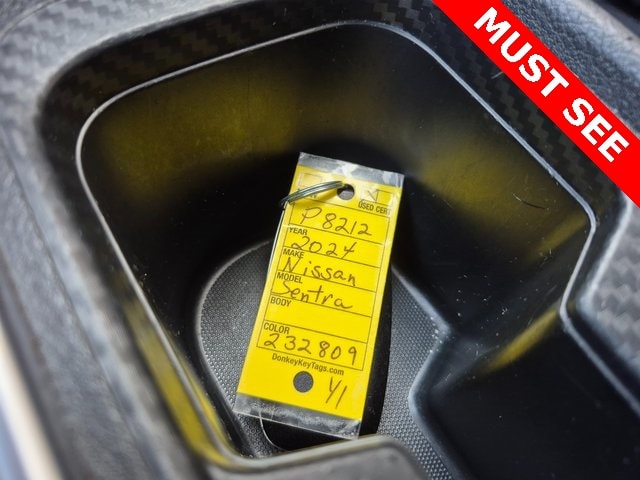 MUST SEE
USED CERT
P8212
YEAR
2024
MAKE
Nissan
MODEL
Sentra
BODY
COLOR
232809
DonkeyKeyTags.com
Y1